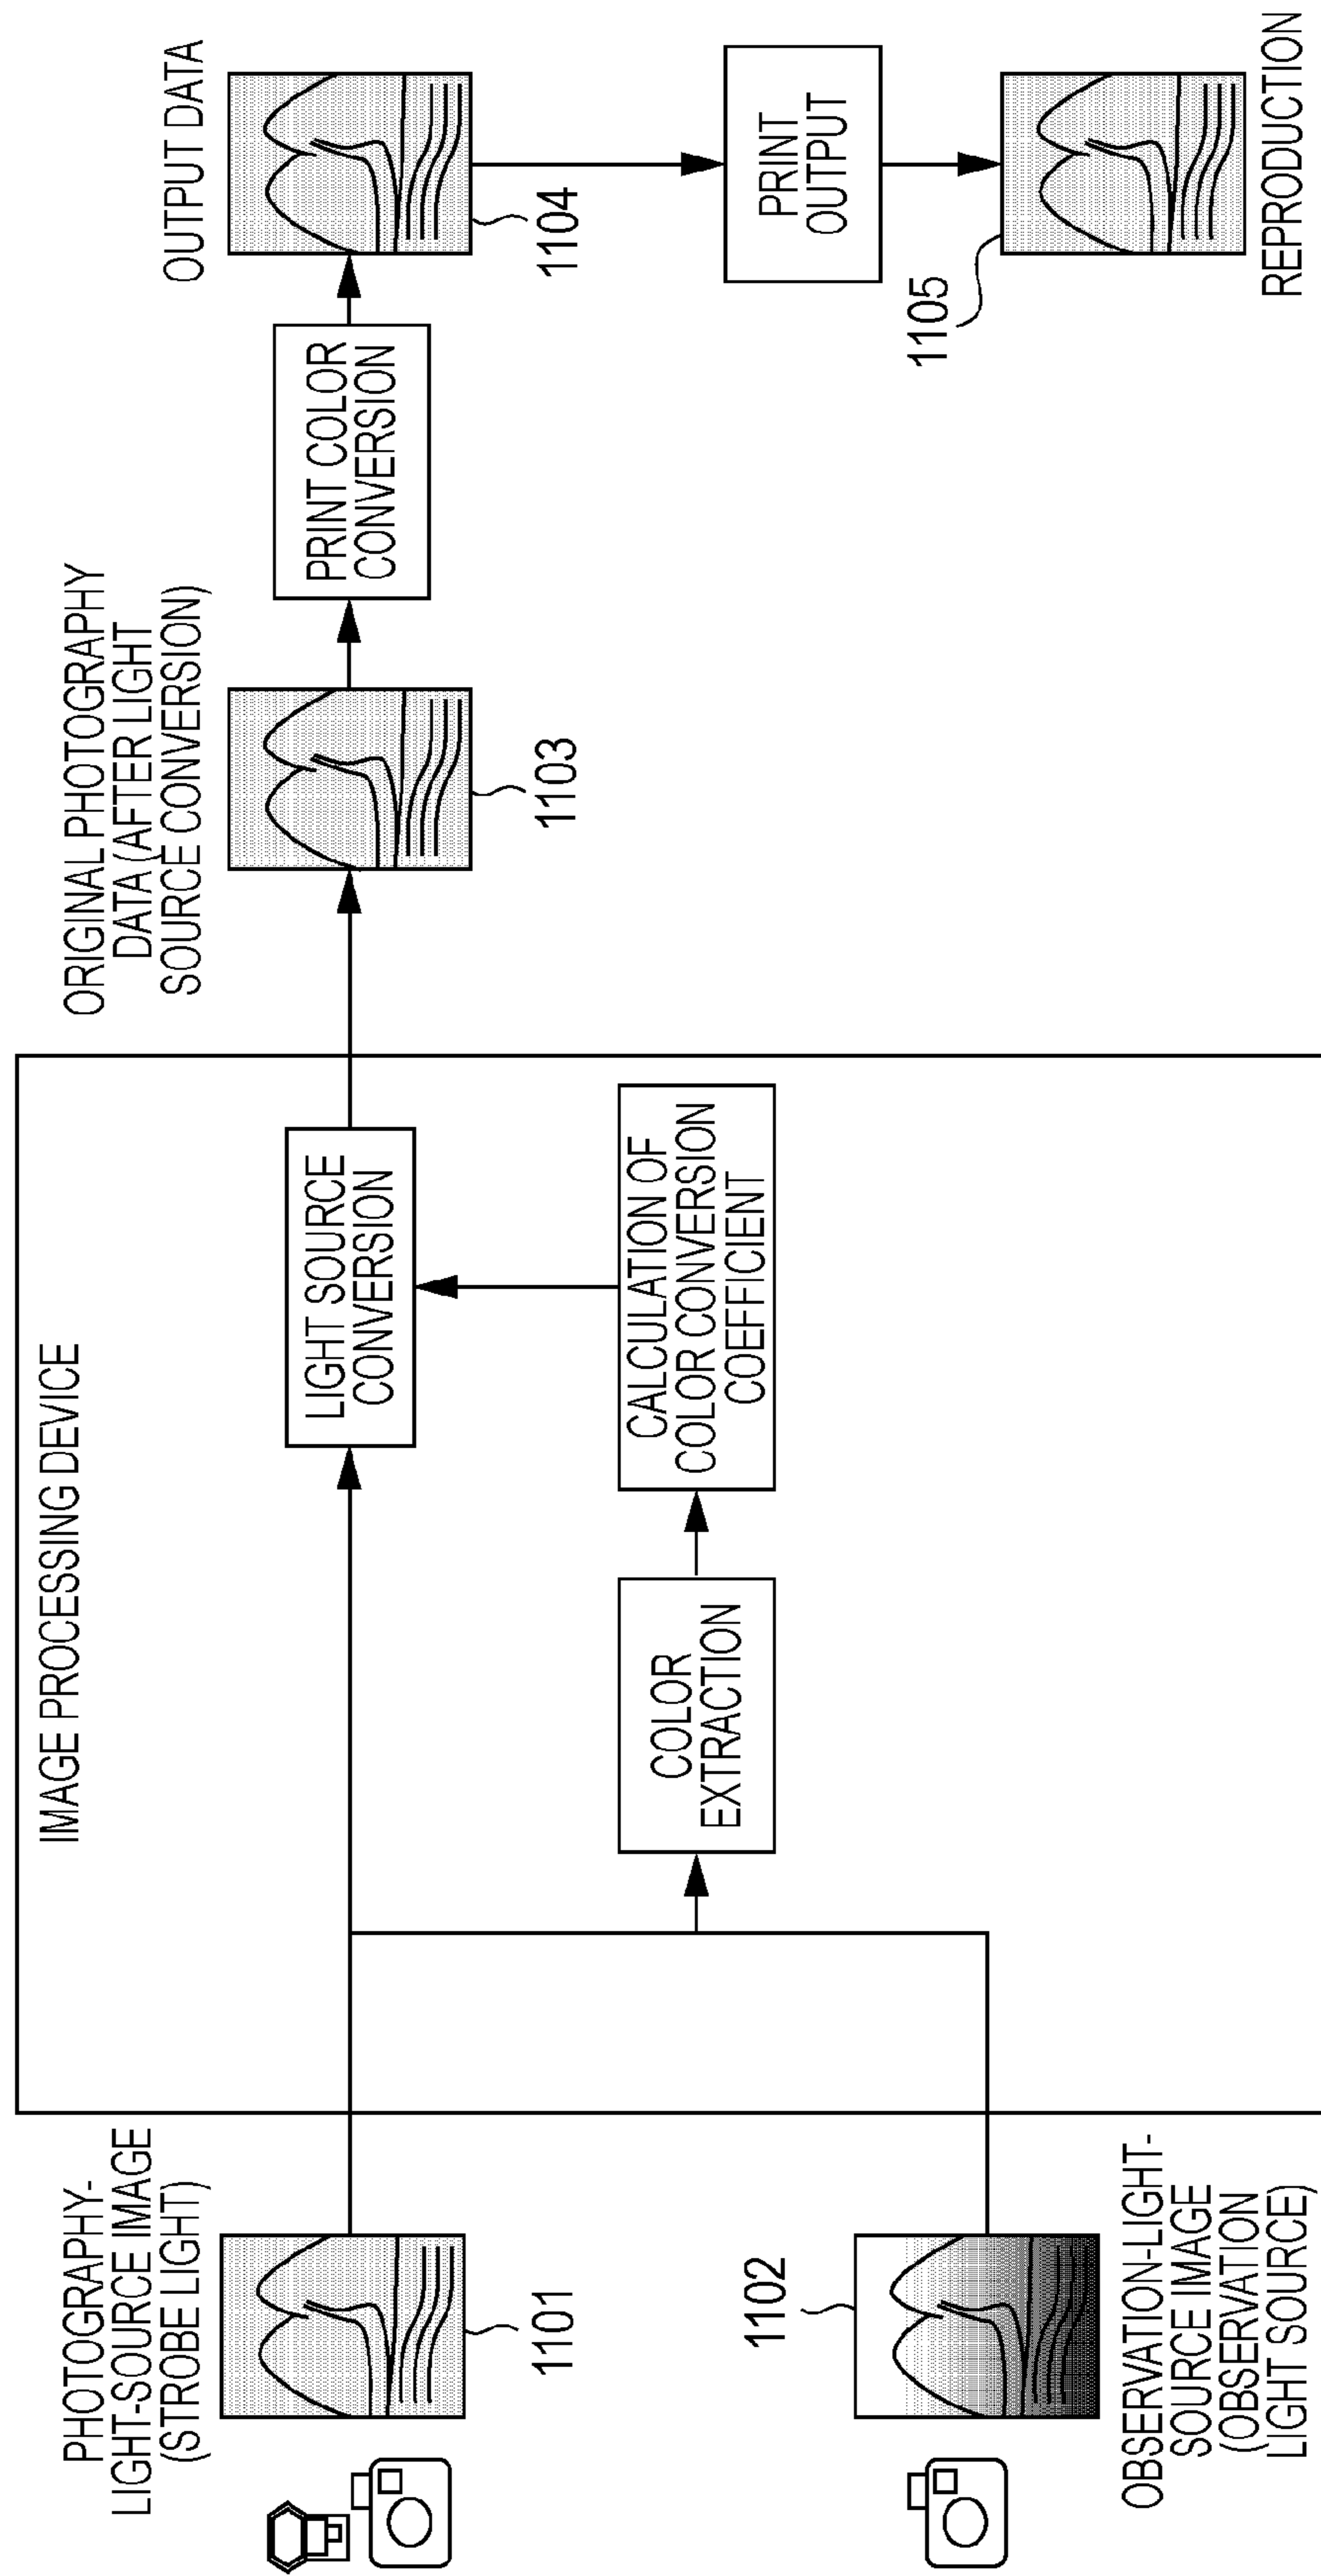 PHOTOGRAPHY-
LIGHT-SOURCE IMAGE
(STROBE LIGHT)
1101
1102
OBSERVATION-LIGHT-
SOURCE IMAGE
(OBSERVATION
LIGHT SOURCE)
IMAGE PROCESSING DEVICE
LIGHT SOURCE
CONVERSION
COLOR
EXTRACTION
CALCULATION OF
COLOR CONVERSION
COEFFICIENT
ORIGINAL PHOTOGRAPHY
DATA (AFTER LIGHT
SOURCE CONVERSION)
1103
PRINT COLOR
CONVERSION
OUTPUT DATA
1104
PRINT
OUTPUT
1105
REPRODUCTION